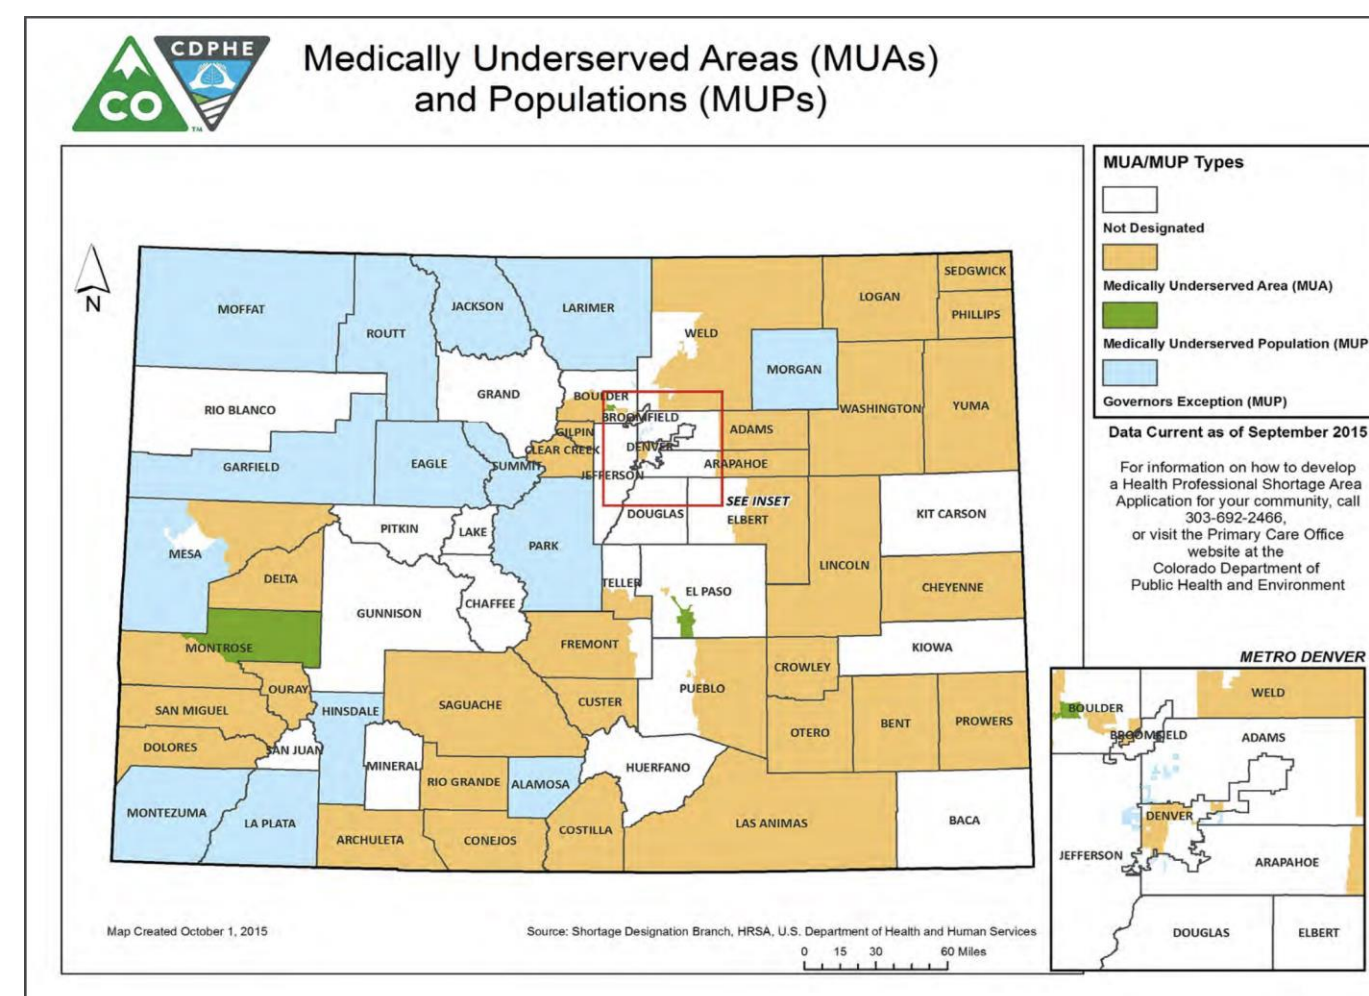 CDPHE
CO
TM
Medically Underserved Areas (MUAs)
and Populations (MUPs)
MUA/MUP Types
Not Designated
Medically Underserved Area (MUA)
Medically Underserved Population (MUP
Governors Exception (MUP)
Data Current as of September 2015
For information on how to develop
a Health Professional Shortage Area
Application for your community, call
303-692-2466,
or visit the Primary Care Office
website at the
Colorado Department of
Public Health and Environment
N
SEDGWICK
LOGAN
PHILLIPS
MOFFAT
JACKSON
LARIMER
ROUTT
WELD
MORGAN
GRAND
BOULDER
RIO BLANCO
WASHINGTON
YUMA
BROOMFIELD
GILPIN
ADAMS
DENVER
CLEAR CREEK
GARFIELD
EAGLE
SUMMIT
ARAPAHOE
JEFFERSON
SEE INSET
DOUGLAS
ELBERT
KIT CARSON
PITKIN
LAKE
PARK
MESA
LINCOLN
DELTA
TELLER
EL PASO
CHEYENNE
CHAFFEE
GUNNISON
MONTROSE
FREMONT
KIOWA
CROWLEY
OURAY
PUEBLO
SAN MIGUEL
HINSDALE
SAGUACHE
CUSTER
BENT
PROWERS
OTERO
DOLORES
SAN JUAN
MINERAL
HUERFANO
RIO GRANDE
ALAMOSA
MONTEZUMA
LA PLATA
ARCHULETA
CONEJOS
COSTILLA
LAS ANIMAS
BACA
METRO DENVER
WELD
BOULDER
BROOMFIELD
ADAMS
DENVER
JEFFERSON
ARAPAHOE
DOUGLAS
ELBERT
Map Created October 1, 2015
Source: Shortage Designation Branch, HRSA, U.S. Department of Health and Human Services
0 15 30 60 Miles